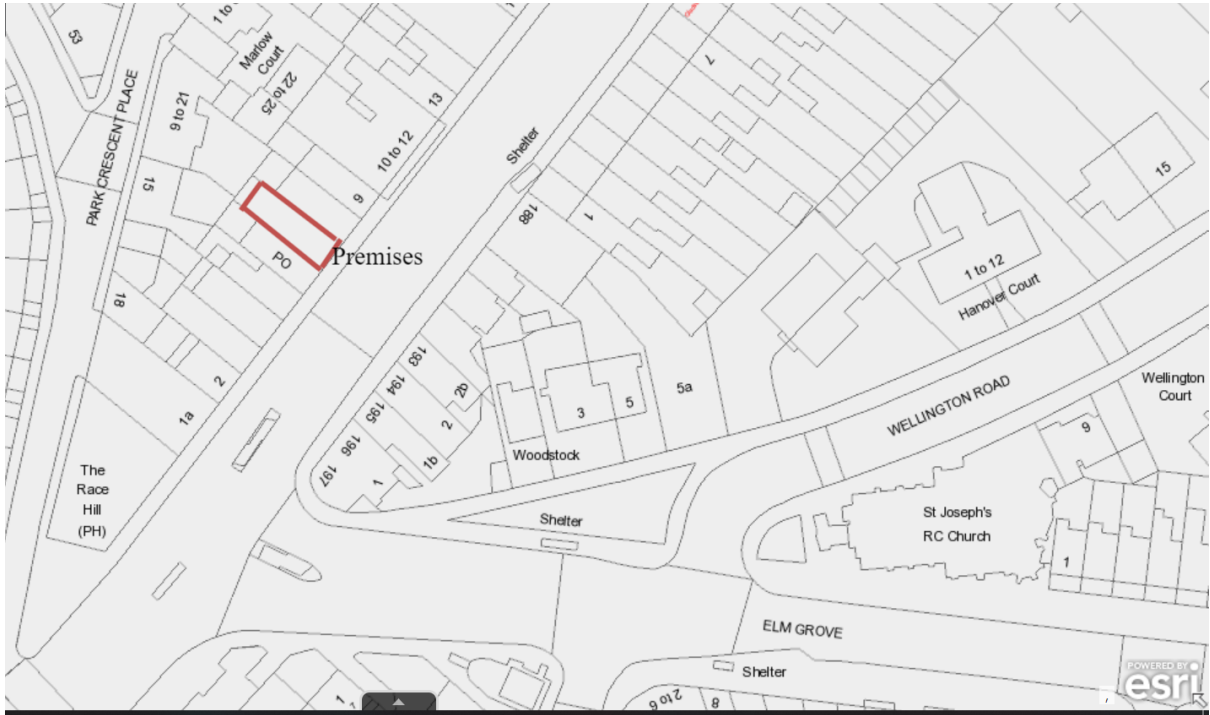 53
1 to
Marlow
Court
22 to 25
PARK CRESCENT PLACE
9 to 21
13
10 to 12
7
Shelter
15
15
6
188
1
PO
Premises
1 to 12
Hanover Court
18
193
194
195
196
197
2b
2
1b
1
2
1a
3
5
5a
Woodstock
WELLINGTON ROAD
Wellington
Court
9
The
Race
Hill
(PH)
Shelter
St Joseph's
RC Church
1
ELM GROVE
Shelter
1
2 to 6
8
POWERED BY
esri